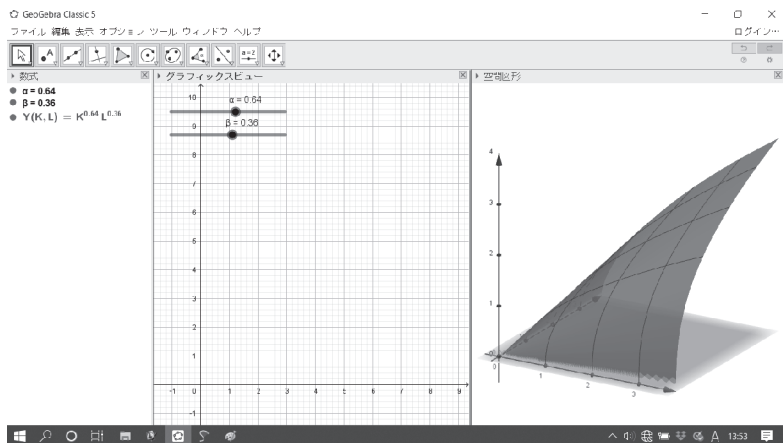 GeoGebra Classic 5
ファイル 編集 表示 オプション ツール ウィンドウ ヘルプ
ログイン…
a=2
数式
グラフィックスビュー
空間図形
α = 0.64
β = 0.36
Y(K, L) = K^0.64 L^0.36
α = 0.64
β = 0.36
10
9
8
7
6
5
4
3
2
1
-1 0 1 2 3 4 5 6 7 8 9
-1
4
3
2
1
0
0 1 2 3
A 13:53